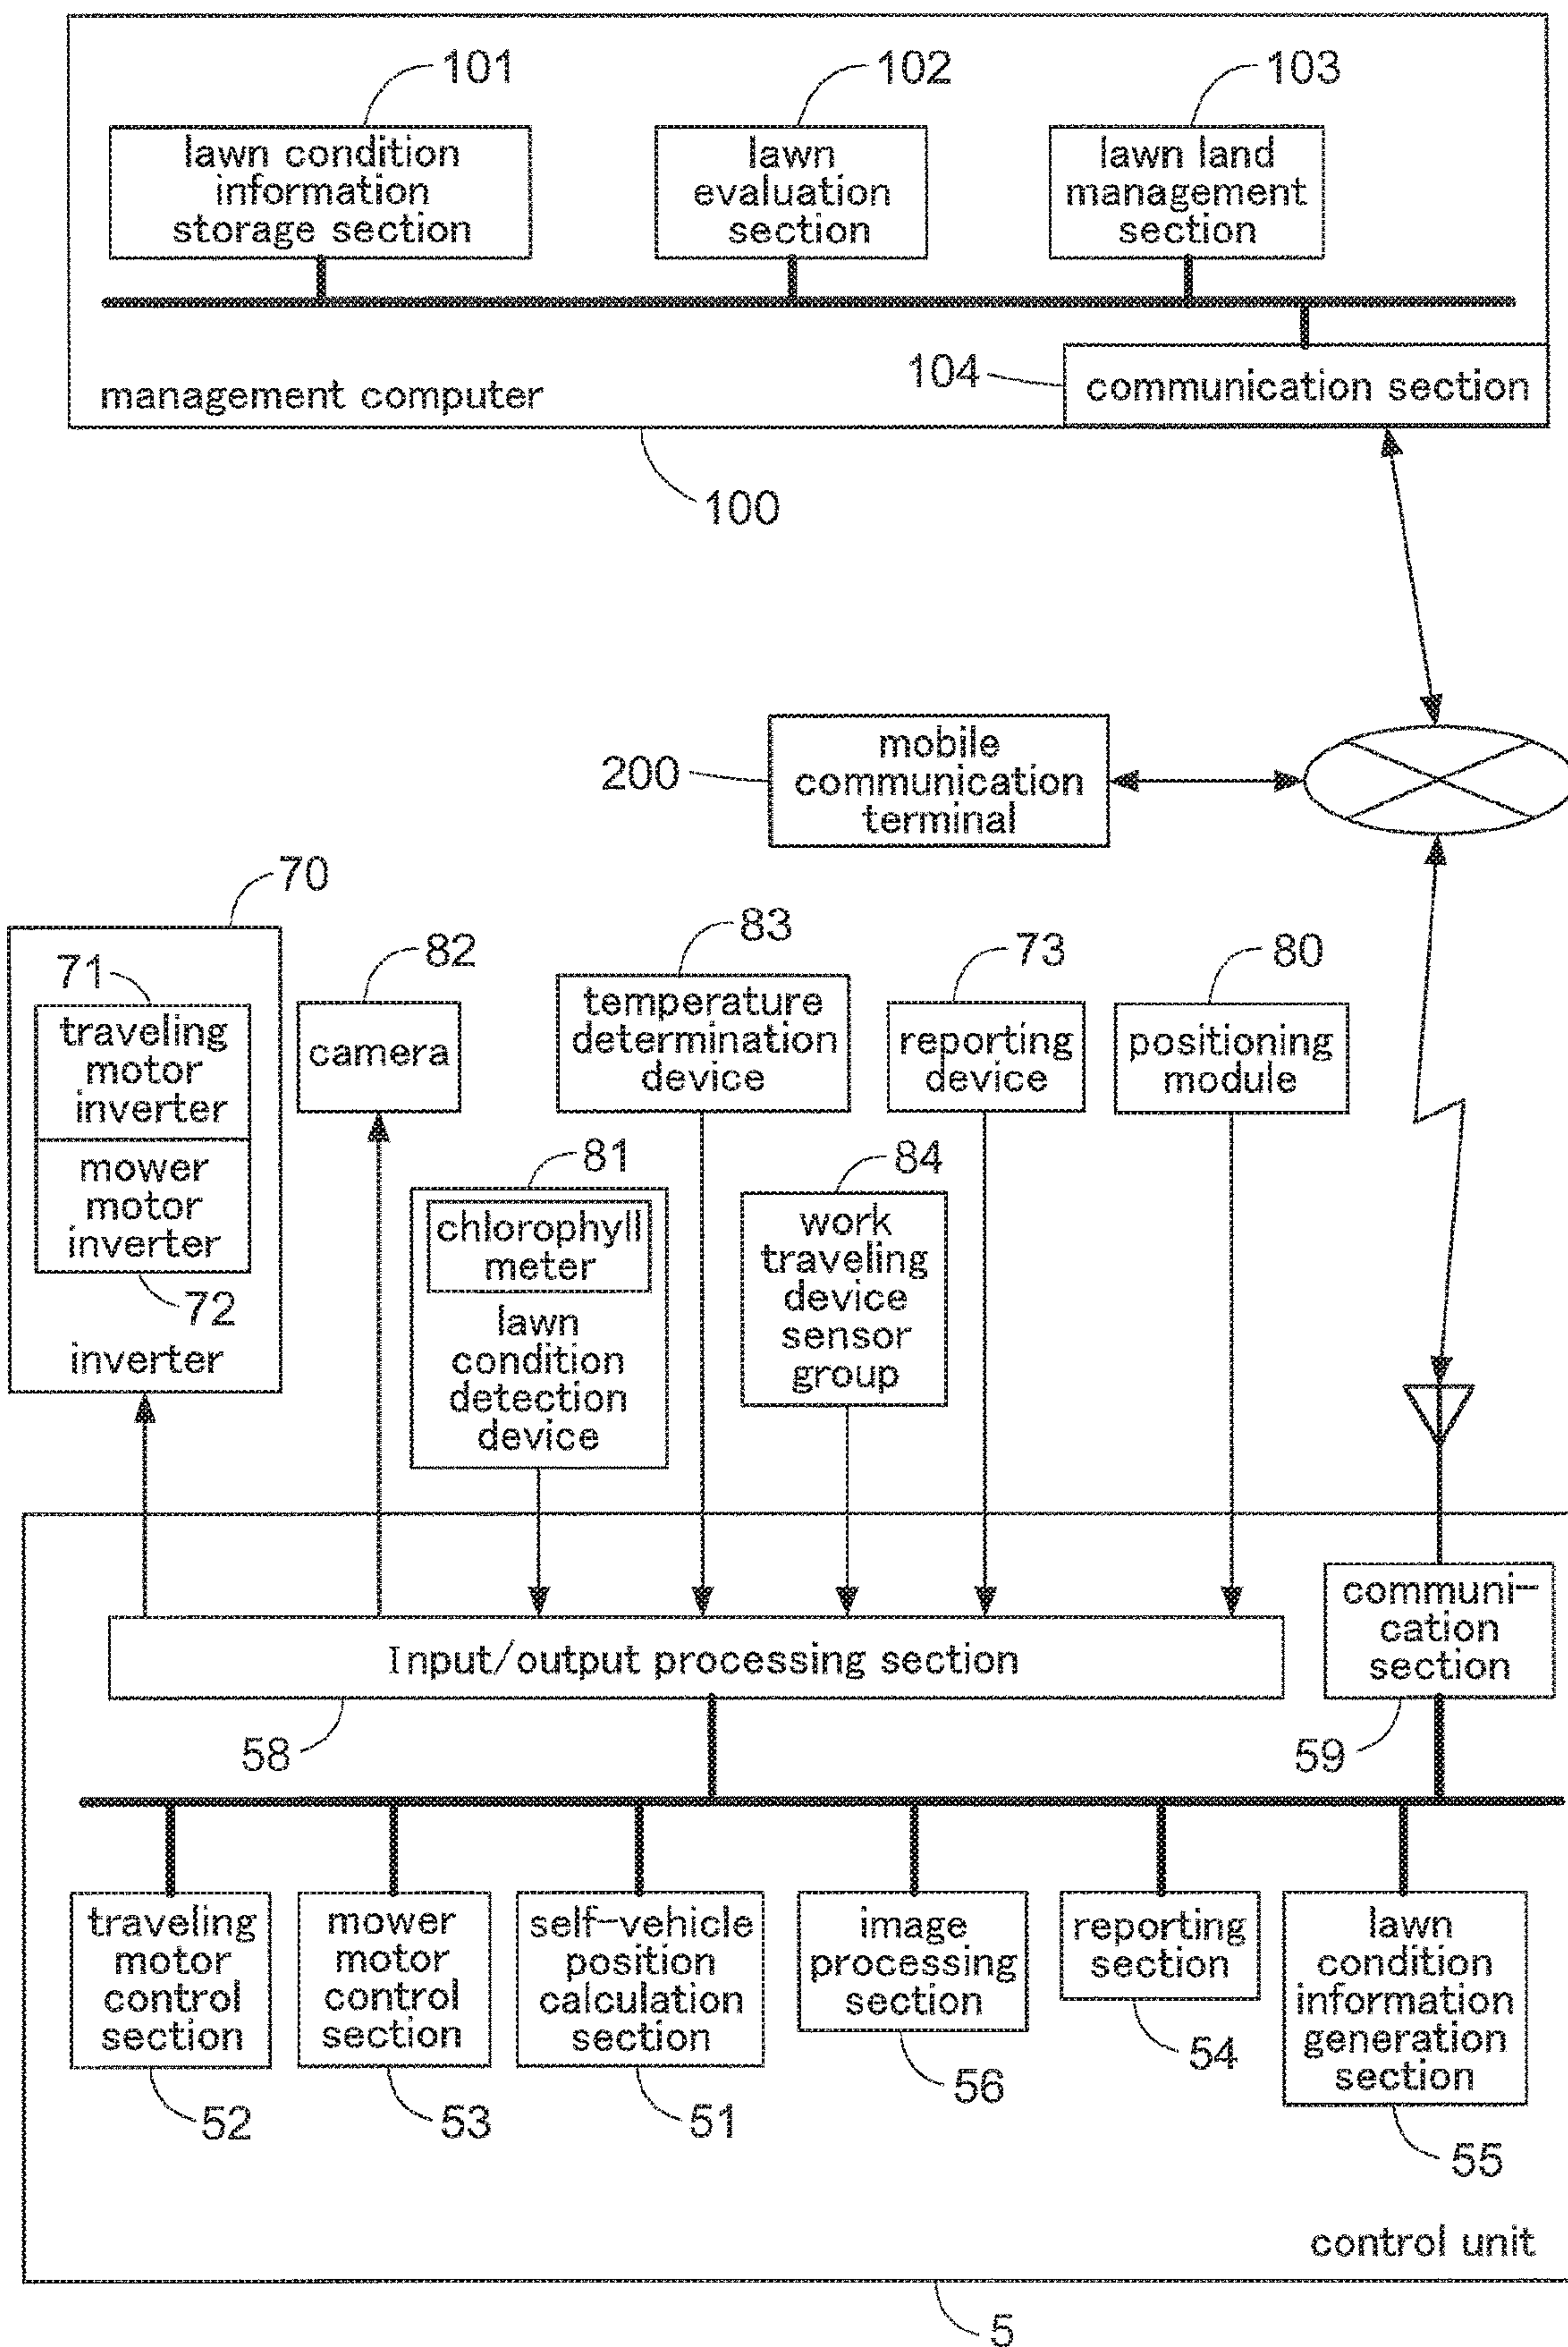 101
102
103
lawn condition
information
storage section
lawn
evaluation
section
lawn land
management
section
104
communication section
management computer
100
mobile
communication
terminal
200
70
71
traveling
motor
inverter
mower
motor
inverter
72
inverter
82
camera
83
temperature
determination
device
73
reporting
device
80
positioning
module
81
chlorophyll
meter
lawn
condition
detection
device
84
work
traveling
device
sensor
group
Input/output processing section
58
communi-
cation
section
59
traveling
motor
control
section
52
mower
motor
control
section
53
self-vehicle
position
calculation
section
51
image
processing
section
56
reporting
section
54
lawn
condition
information
generation
section
55
control unit
5